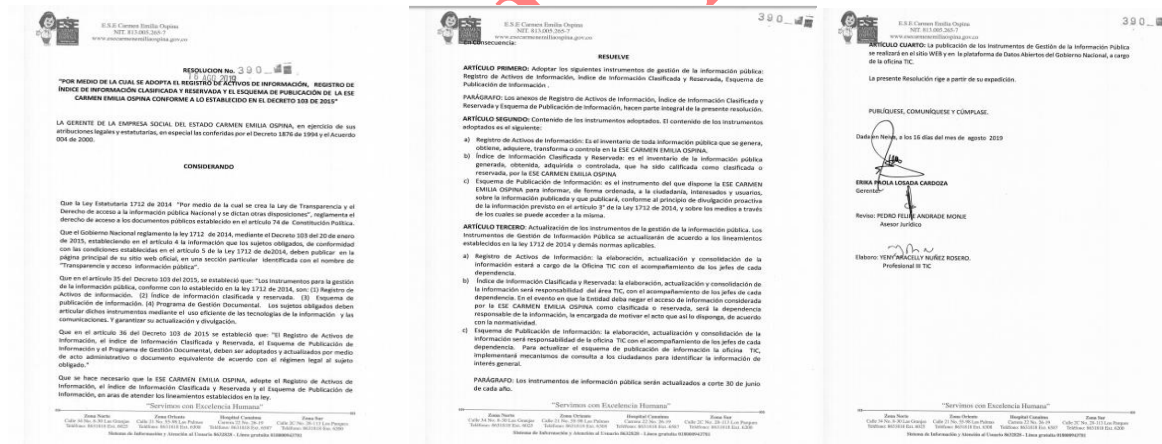 E.S.E Carmen Emilia Ospina
NIT. 813.005.265-7
www.esecarmenemiliaospina.gov.co
RESOLUCION No. 390
16 AGO 2019
"POR MEDIO DE LA CUAL SE ADOPTA EL REGISTRO DE ACTIVOS DE INFORMACIÓN, REGISTRO DE
ÍNDICE DE INFORMACIÓN CLASIFICADA Y RESERVADA Y EL ESQUEMA DE PUBLICACIÓN DE LA ESE
CARMEN EMILIA OSPINA CONFORME A LO ESTABLECIDO EN EL DECRETO 103 DE 2015"
LA GERENTE DE LA EMPRESA SOCIAL DEL ESTADO CARMEN EMILIA OSPINA, en ejercicio de sus
atribuciones legales y estatutarias, en especial las conferidas por el Decreto 1876 de 1994 y el Acuerdo
004 de 2000.
CONSIDERANDO
Que la Ley Estatutaria 1712 de 2014 "Por medio de la cual se crea la Ley de Transparencia y el
Derecho de acceso a la información pública Nacional y se dictan otras disposiciones", reglamenta el
derecho de acceso a los documentos públicos establecido en el artículo 74 de Constitución Política.
Que el Gobierno Nacional reglamento la ley 1712 de 2014, mediante el Decreto 103 del 20 de enero
de 2015, estableciendo en el artículo 4 la información que los sujetos obligados, de conformidad
con las condiciones establecidas en el artículo 5 de la Ley 1712 de de2014, deben publicar en la
página principal de su sitio web oficial, en una sección particular identificada con el nombre de
"Transparencia y acceso información pública".
Que en el artículo 35 del Decreto 103 del 2015, se estableció que: "Los Instrumentos para la gestión
de la información pública, conforme con lo establecido en la ley 1712 de 2014, son: (1) Registro de
Activos de información. (2) Índice de información clasificada y reservada. (3) Esquema de
publicación de información. (4) Programa de Gestión Documental. Los sujetos obligados deben
articular dichos instrumentos mediante el uso eficiente de las tecnologías de la información y las
comunicaciones. Y garantizar su actualización y divulgación.
Que en el artículo 36 del Decreto 103 de 2015 se estableció que: "El Registro de Activos de
Información, el índice de Información Clasificada y Reservada, el Esquema de Publicación de
Información y el Programa de Gestión Documental, deben ser adoptados y actualizados por medio
de acto administrativo o documento equivalente de acuerdo con el régimen legal al sujeto
obligado."
Que se hace necesario que la ESE CARMEN EMILIA OSPINA, adopte el Registro de Activos de
Información, el índice de Información Clasificada y Reservada y el Esquema de Publicación de
Información, en aras de atender los lineamientos establecidos en la ley.
"Servimos con Excelencia Humana"
Zona Norte
Zona Oriente
Hospital Canaima
Zona Sur
E.S.E Carmen Emilia Ospina
NIT. 813.005.265-7
www.esecarmenemiliaospina.gov.co
390
En Consecuencia:
RESUELVE
ARTÍCULO PRIMERO: Adoptar los siguientes instrumentos de gestión de la información pública:
Registro de Activos de Información, Índice de Información Clasificada y Reservada, Esquema de
Publicación de Información .
PARÁGRAFO: Los anexos de Registro de Activos de Información, Índice de Información Clasificada y
Reservada y Esquema de Publicación de Información, hacen parte integral de la presente resolución.
ARTÍCULO SEGUNDO: Contenido de los instrumentos adoptados. El contenido de los instrumentos
adoptados es el siguiente:
a) Registro de Activos de Información: Es el inventario de toda información pública que se genera,
obtiene, adquiere, transforma o controla en la ESE CARMEN EMILIA OSPINA.
b) Índice de Información Clasificada y Reservada: es el inventario de la información pública
generada, obtenida, adquirida o controlada, que ha sido calificada como clasificada o
reservada, por la ESE CARMEN EMILIA OSPINA
c) Esquema de Publicación de Información: es el instrumento del que dispone la ESE CARMEN
EMILIA OSPINA para informar, de forma ordenada, a la ciudadanía, interesados y usuarios,
sobre la información publicada y que publicará, conforme al principio de divulgación proactiva
de la información previsto en el artículo 3° de la Ley 1712 de 2014, y sobre los medios a través
de los cuales se puede acceder a la misma.
ARTÍCULO TERCERO: Actualización de los instrumentos de la gestión de la información pública. Los
Instrumentos de Gestión de la Información Pública se actualizarán de acuerdo a los lineamientos
establecidos en la ley 1712 de 2014 y demás normas aplicables.
a) Registro de Activos de Información: la elaboración, actualización y consolidación de la
información estará a cargo de la Oficina TIC con el acompañamiento de los jefes de cada
dependencia.
b) Índice de Información Clasificada y Reservada: la elaboración, actualización y consolidación de
la información será responsabilidad del área TIC, con el acompañamiento de los jefes de cada
dependencia. En el evento en que la Entidad deba negar el acceso de información considerada
por la ESE CARMEN EMILIA OSPINA como clasificada o reservada, será la dependencia
responsable de la información, la encargada de motivar el acto que así lo disponga, de acuerdo
con la normatividad.
c) Esquema de Publicación de Información: la elaboración, actualización y consolidación de la
información será responsabilidad de la oficina TIC con el acompañamiento de los jefes de cada
dependencia. Para actualizar el esquema de publicación de información la oficina TIC,
implementará mecanismos de consulta a los ciudadanos para identificar la información de
interés general.
PARÁGRAFO: Los instrumentos de información pública serán actualizados a corte 30 de junio
de cada año.
"Servimos con Excelencia Humana"
Zona Norte
Zona Oriente
Hospital Canaima
Zona Sur
E.S.E Carmen Emilia Ospina
NIT. 813.005.265-7
www.esecarmenemiliaospina.gov.co
390
ARTÍCULO CUARTO: La publicación de los Instrumentos de Gestión de la Información Pública
se realizará en el sitio WEB y en la plataforma de Datos Abiertos del Gobierno Nacional, a cargo
de la oficina TIC.
La presente Resolución rige a partir de su expedición.
PUBLÍQUESE, COMUNÍQUESE Y CÚMPLASE.
Dada en Neiva, a los 16 días del mes de agosto 2019
ERIKA PAOLA LOSADA CARDOZA
Gerente
Reviso: PEDRO FELIPE ANDRADE MONJE
Asesor Jurídico
Elaboro: YENY ARACELLY NUÑEZ ROSERO.
Profesional III TIC
"Servimos con Excelencia Humana"
Zona Norte
Zona Oriente
Hospital Canaima
Zona Sur